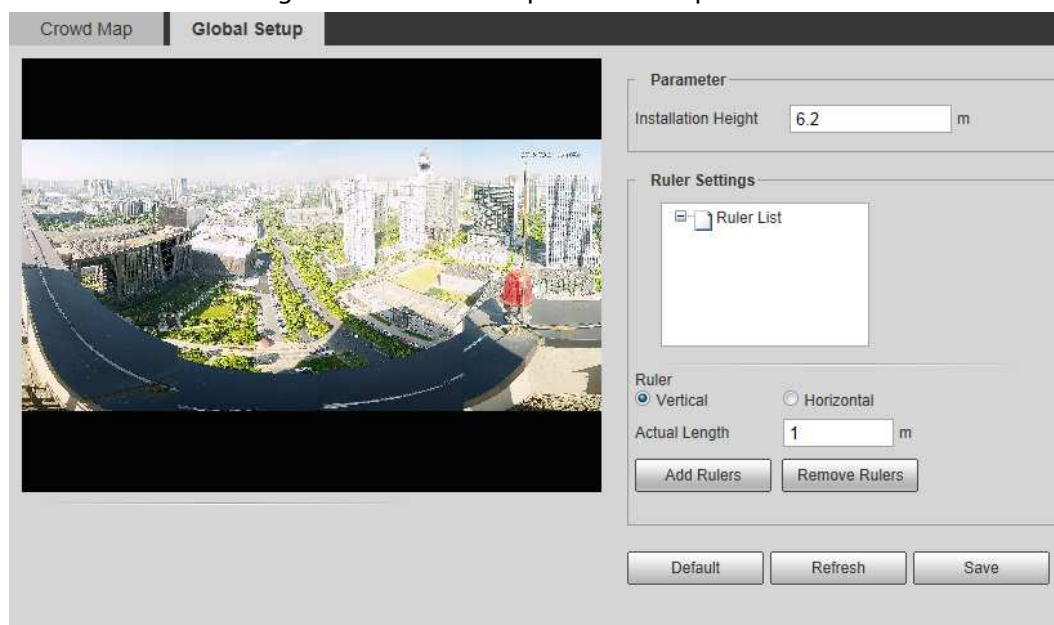 Crowd Map Global Setup
Parameter
Installation Height 6.2 m
Ruler Settings
Ruler List
Ruler
Vertical Horizontal
Actual Length 1 m
Add Rulers Remove Rulers
Default Refresh Save